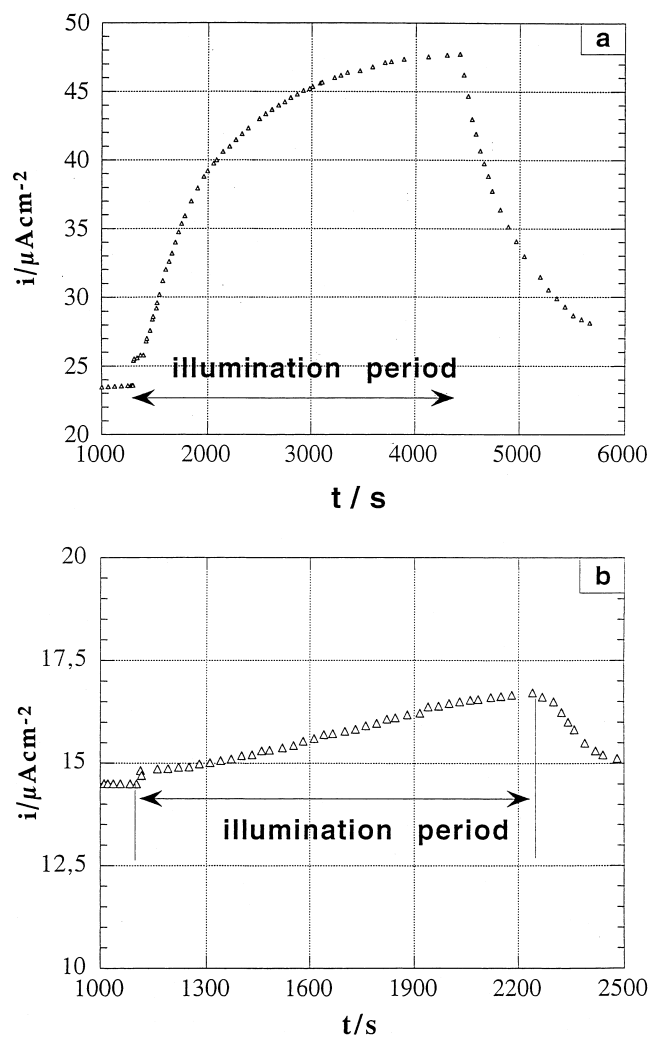 50
a
45
40
35
30
25
20
i/µAcm-2
illumination period
1000 2000 3000 4000 5000 6000
t / s
20
b
17,5
15
12,5
10
i/µAcm-2
illumination period
1000 1300 1600 1900 2200 2500
t/s